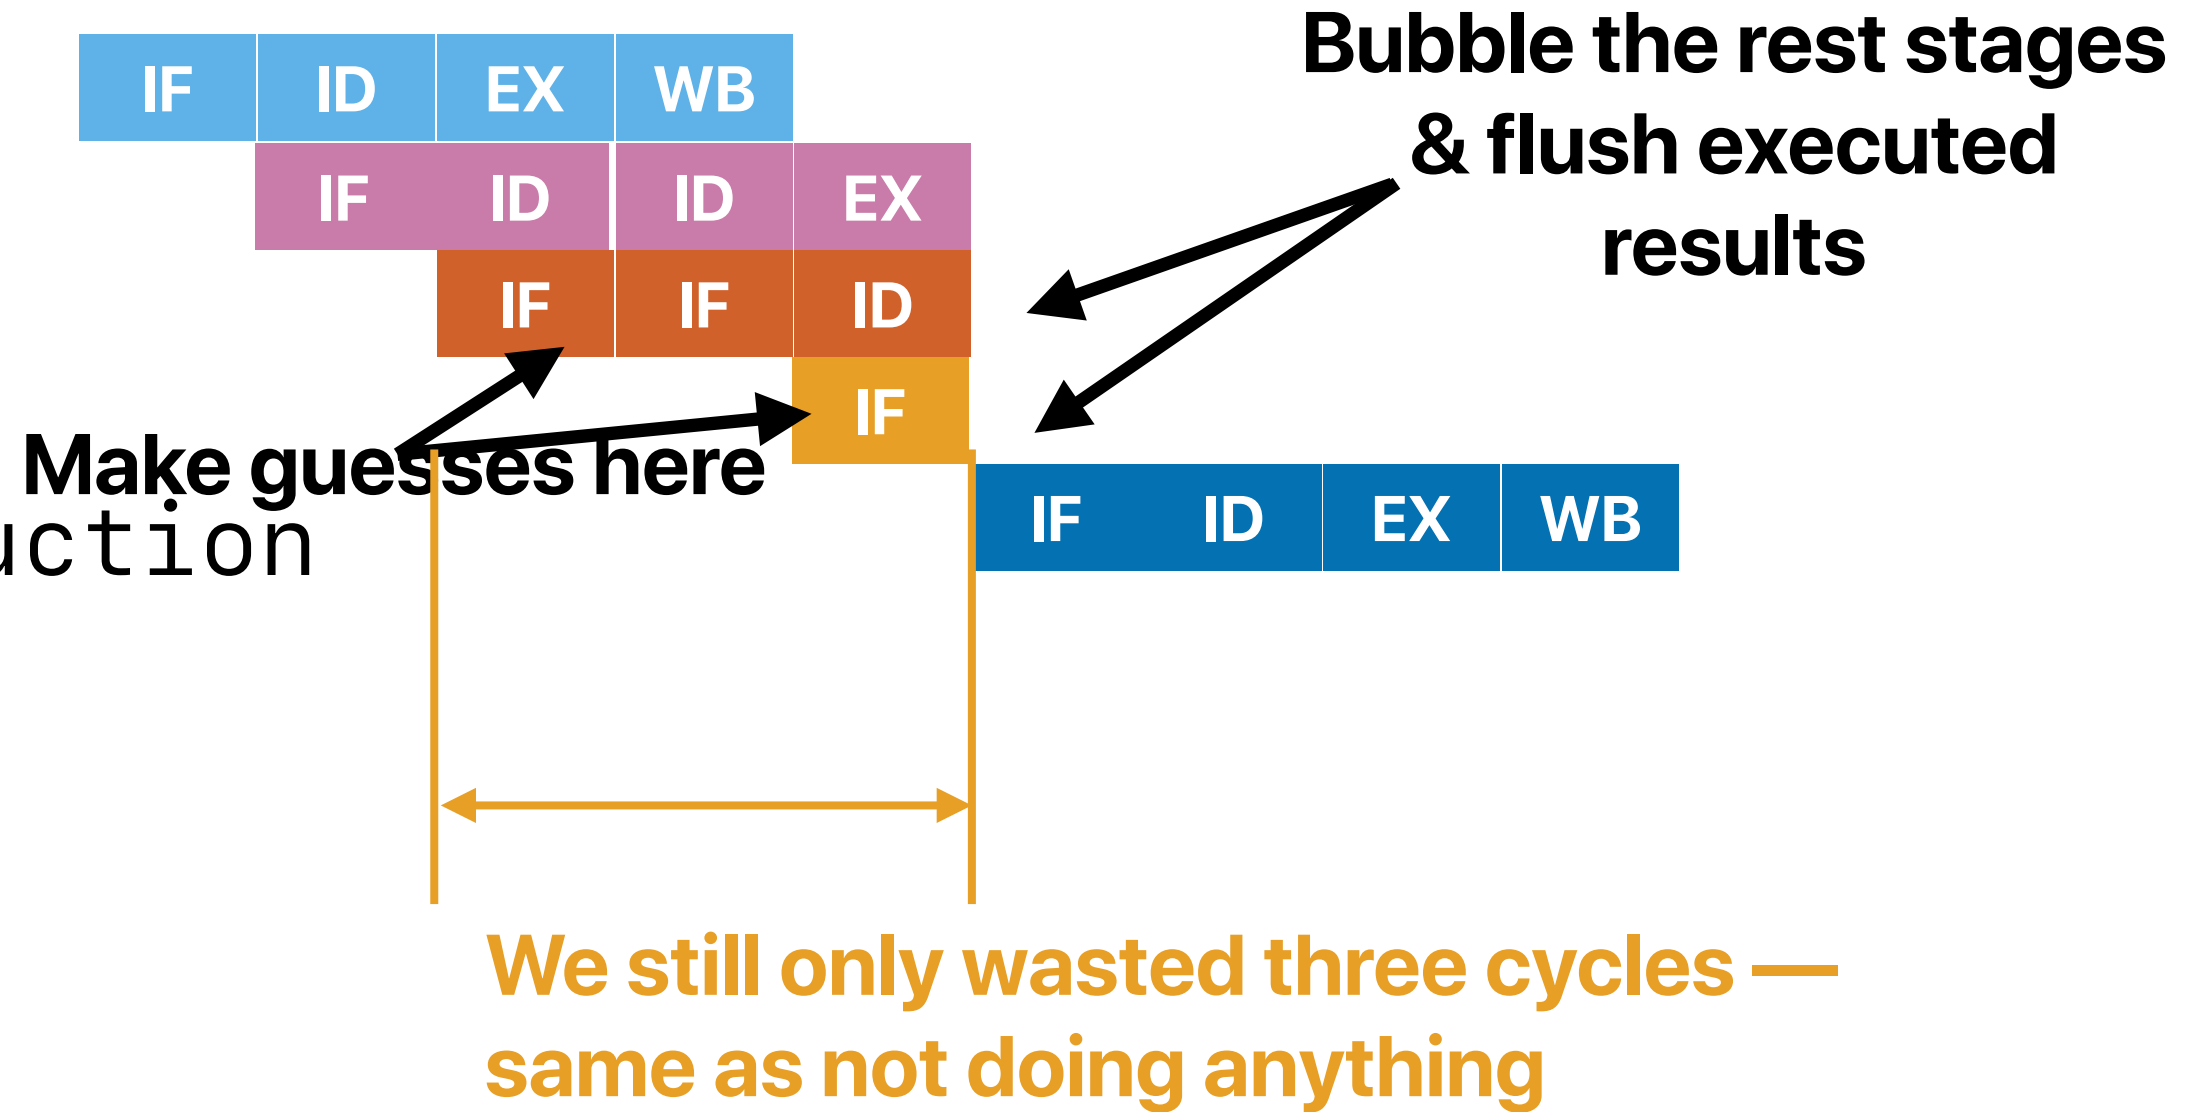 Bubble the rest stages
& flush executed
results
IF ID EX WB
IF ID ID EX
IF IF ID
IF
Make guesses here
uction
IF ID EX WB
We still only wasted three cycles —
same as not doing anything